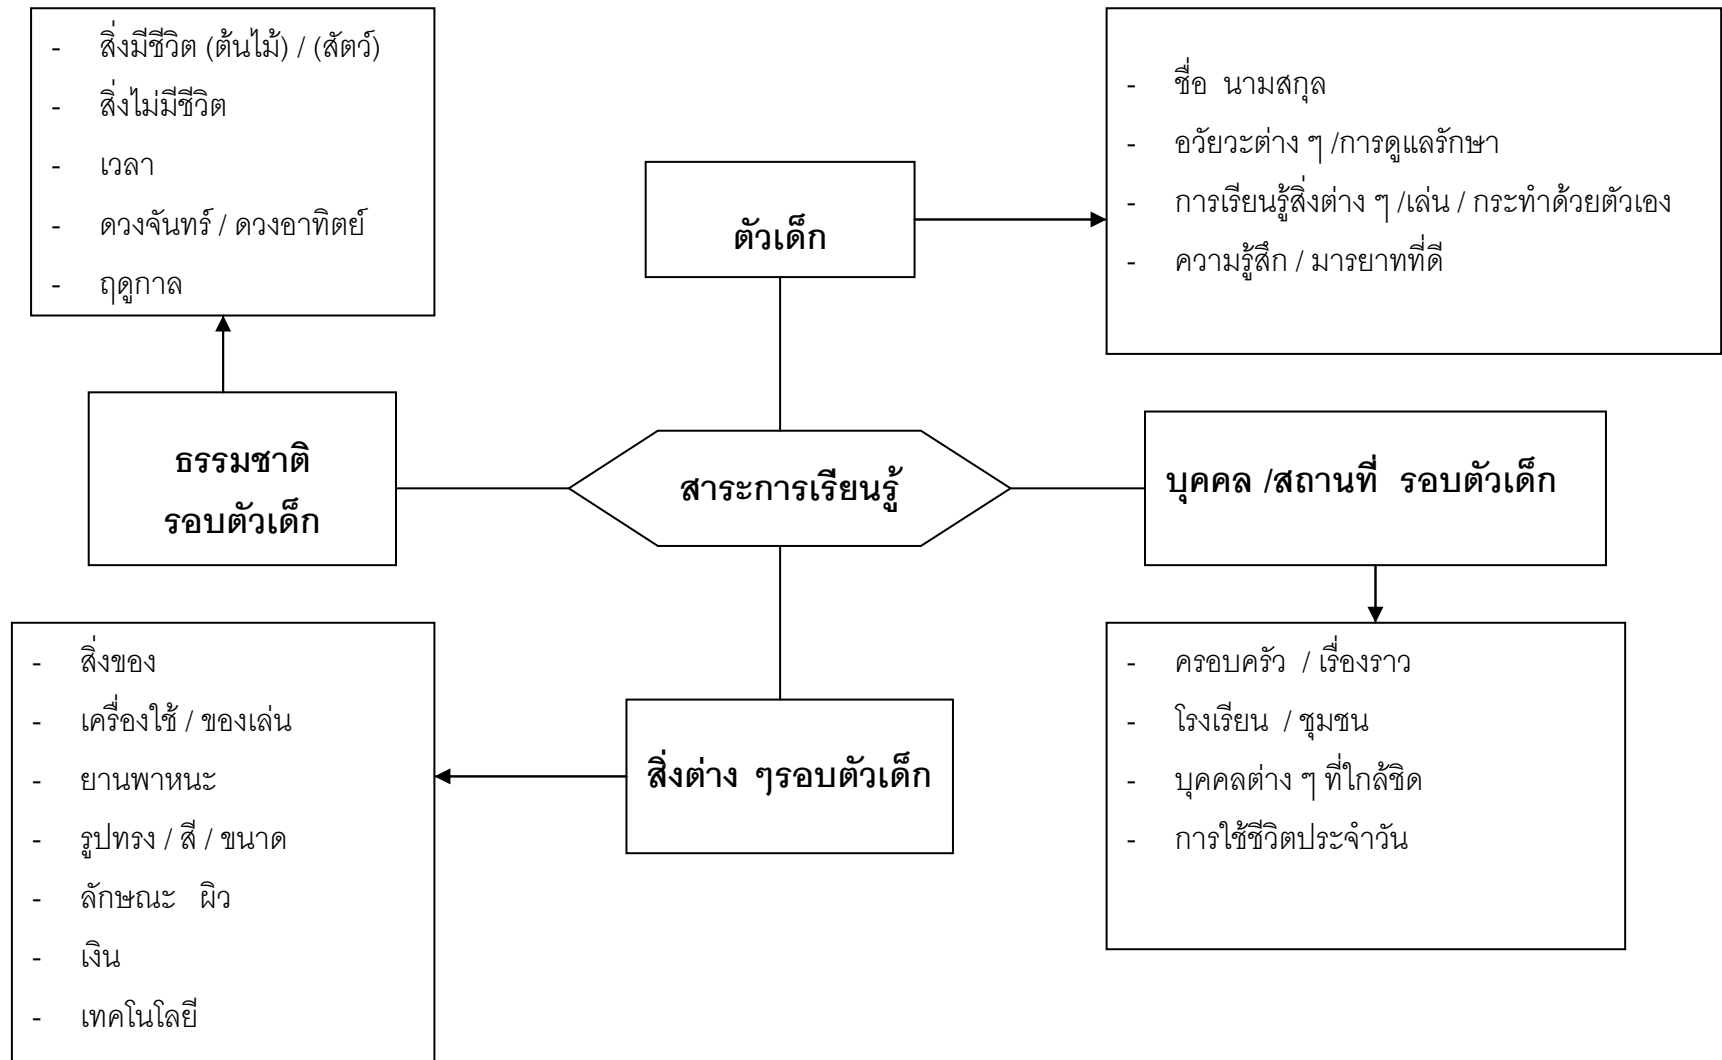 - สิ่งมีชีวิต (ต้นไม้) / (สัตว์)
- สิ่งไม่มีชีวิต
- เวลา
- ดวงจันทร์ / ดวงอาทิตย์
- ฤดูกาล
ตัวเด็ก
- ชื่อ นามสกุล
- อวัยวะต่าง ๆ /การดูแลรักษา
- การเรียนรู้สิ่งต่าง ๆ /เล่น / กระทำด้วยตัวเอง
- ความรู้สึก / มารยาทที่ดี
ธรรมชาติ
รอบตัวเด็ก
สาระการเรียนรู้
บุคคล /สถานที่ รอบตัวเด็ก
- สิ่งของ
- เครื่องใช้ / ของเล่น
- ยานพาหนะ
- รูปทรง / สี / ขนาด
- ลักษณะ ผิว
- เงิน
- เทคโนโลยี
สิ่งต่าง ๆรอบตัวเด็ก
- ครอบครัว / เรื่องราว
- โรงเรียน / ชุมชน
- บุคคลต่าง ๆ ที่ใกล้ชิด
- การใช้ชีวิตประจำวัน